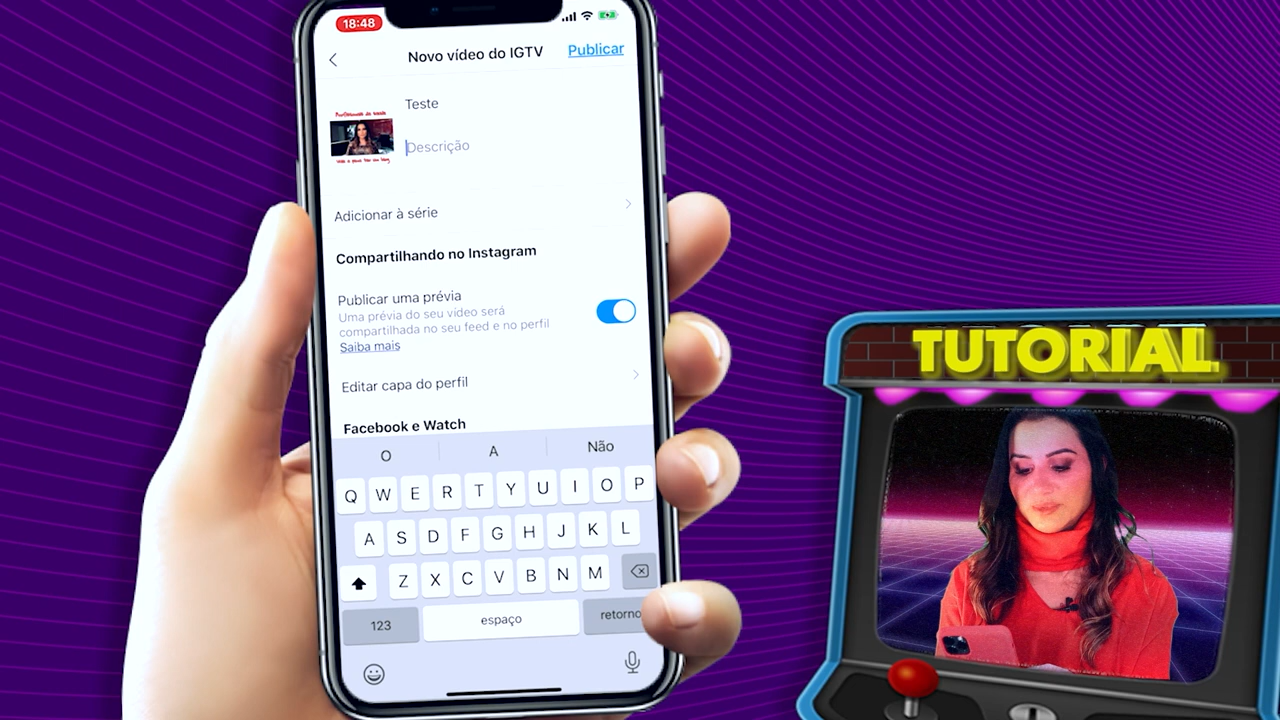 18:48
Novo vídeo do IGTV
Publicar
Teste
Descrição
Adicionar à série
Compartilhando no Instagram
Publicar uma prévia
Uma prévia do seu vídeo será
compartilhada no seu feed e no perfil
Saiba mais
Editar capa do perfil
Facebook e Watch
O A Não
Q W E R T Y U I O P
A S D F G H J K L
Z X C V B N M
123 espaço retorno
TUTORIAL